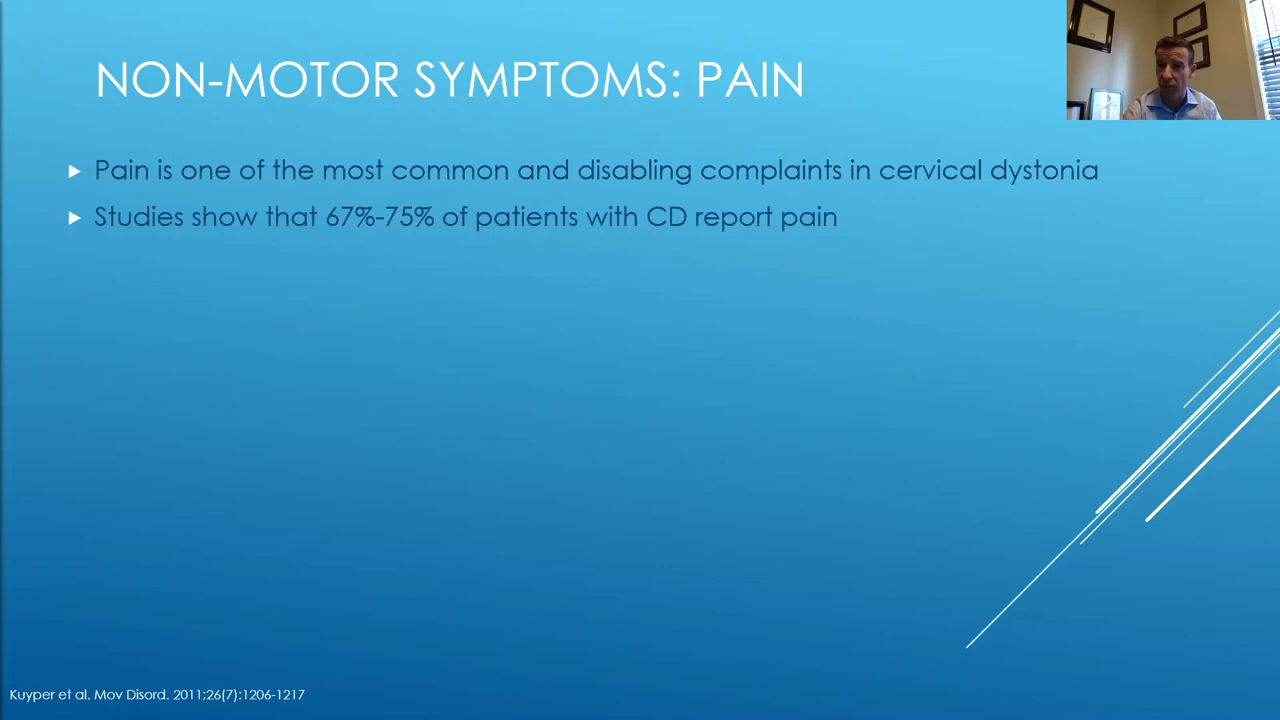 NON-MOTOR SYMPTOMS: PAIN
Pain is one of the most common and disabling complaints in cervical dystonia
Studies show that 67%-75% of patients with CD report pain
Kuyper et al. Mov Disord. 2011;26(7):1206-1217